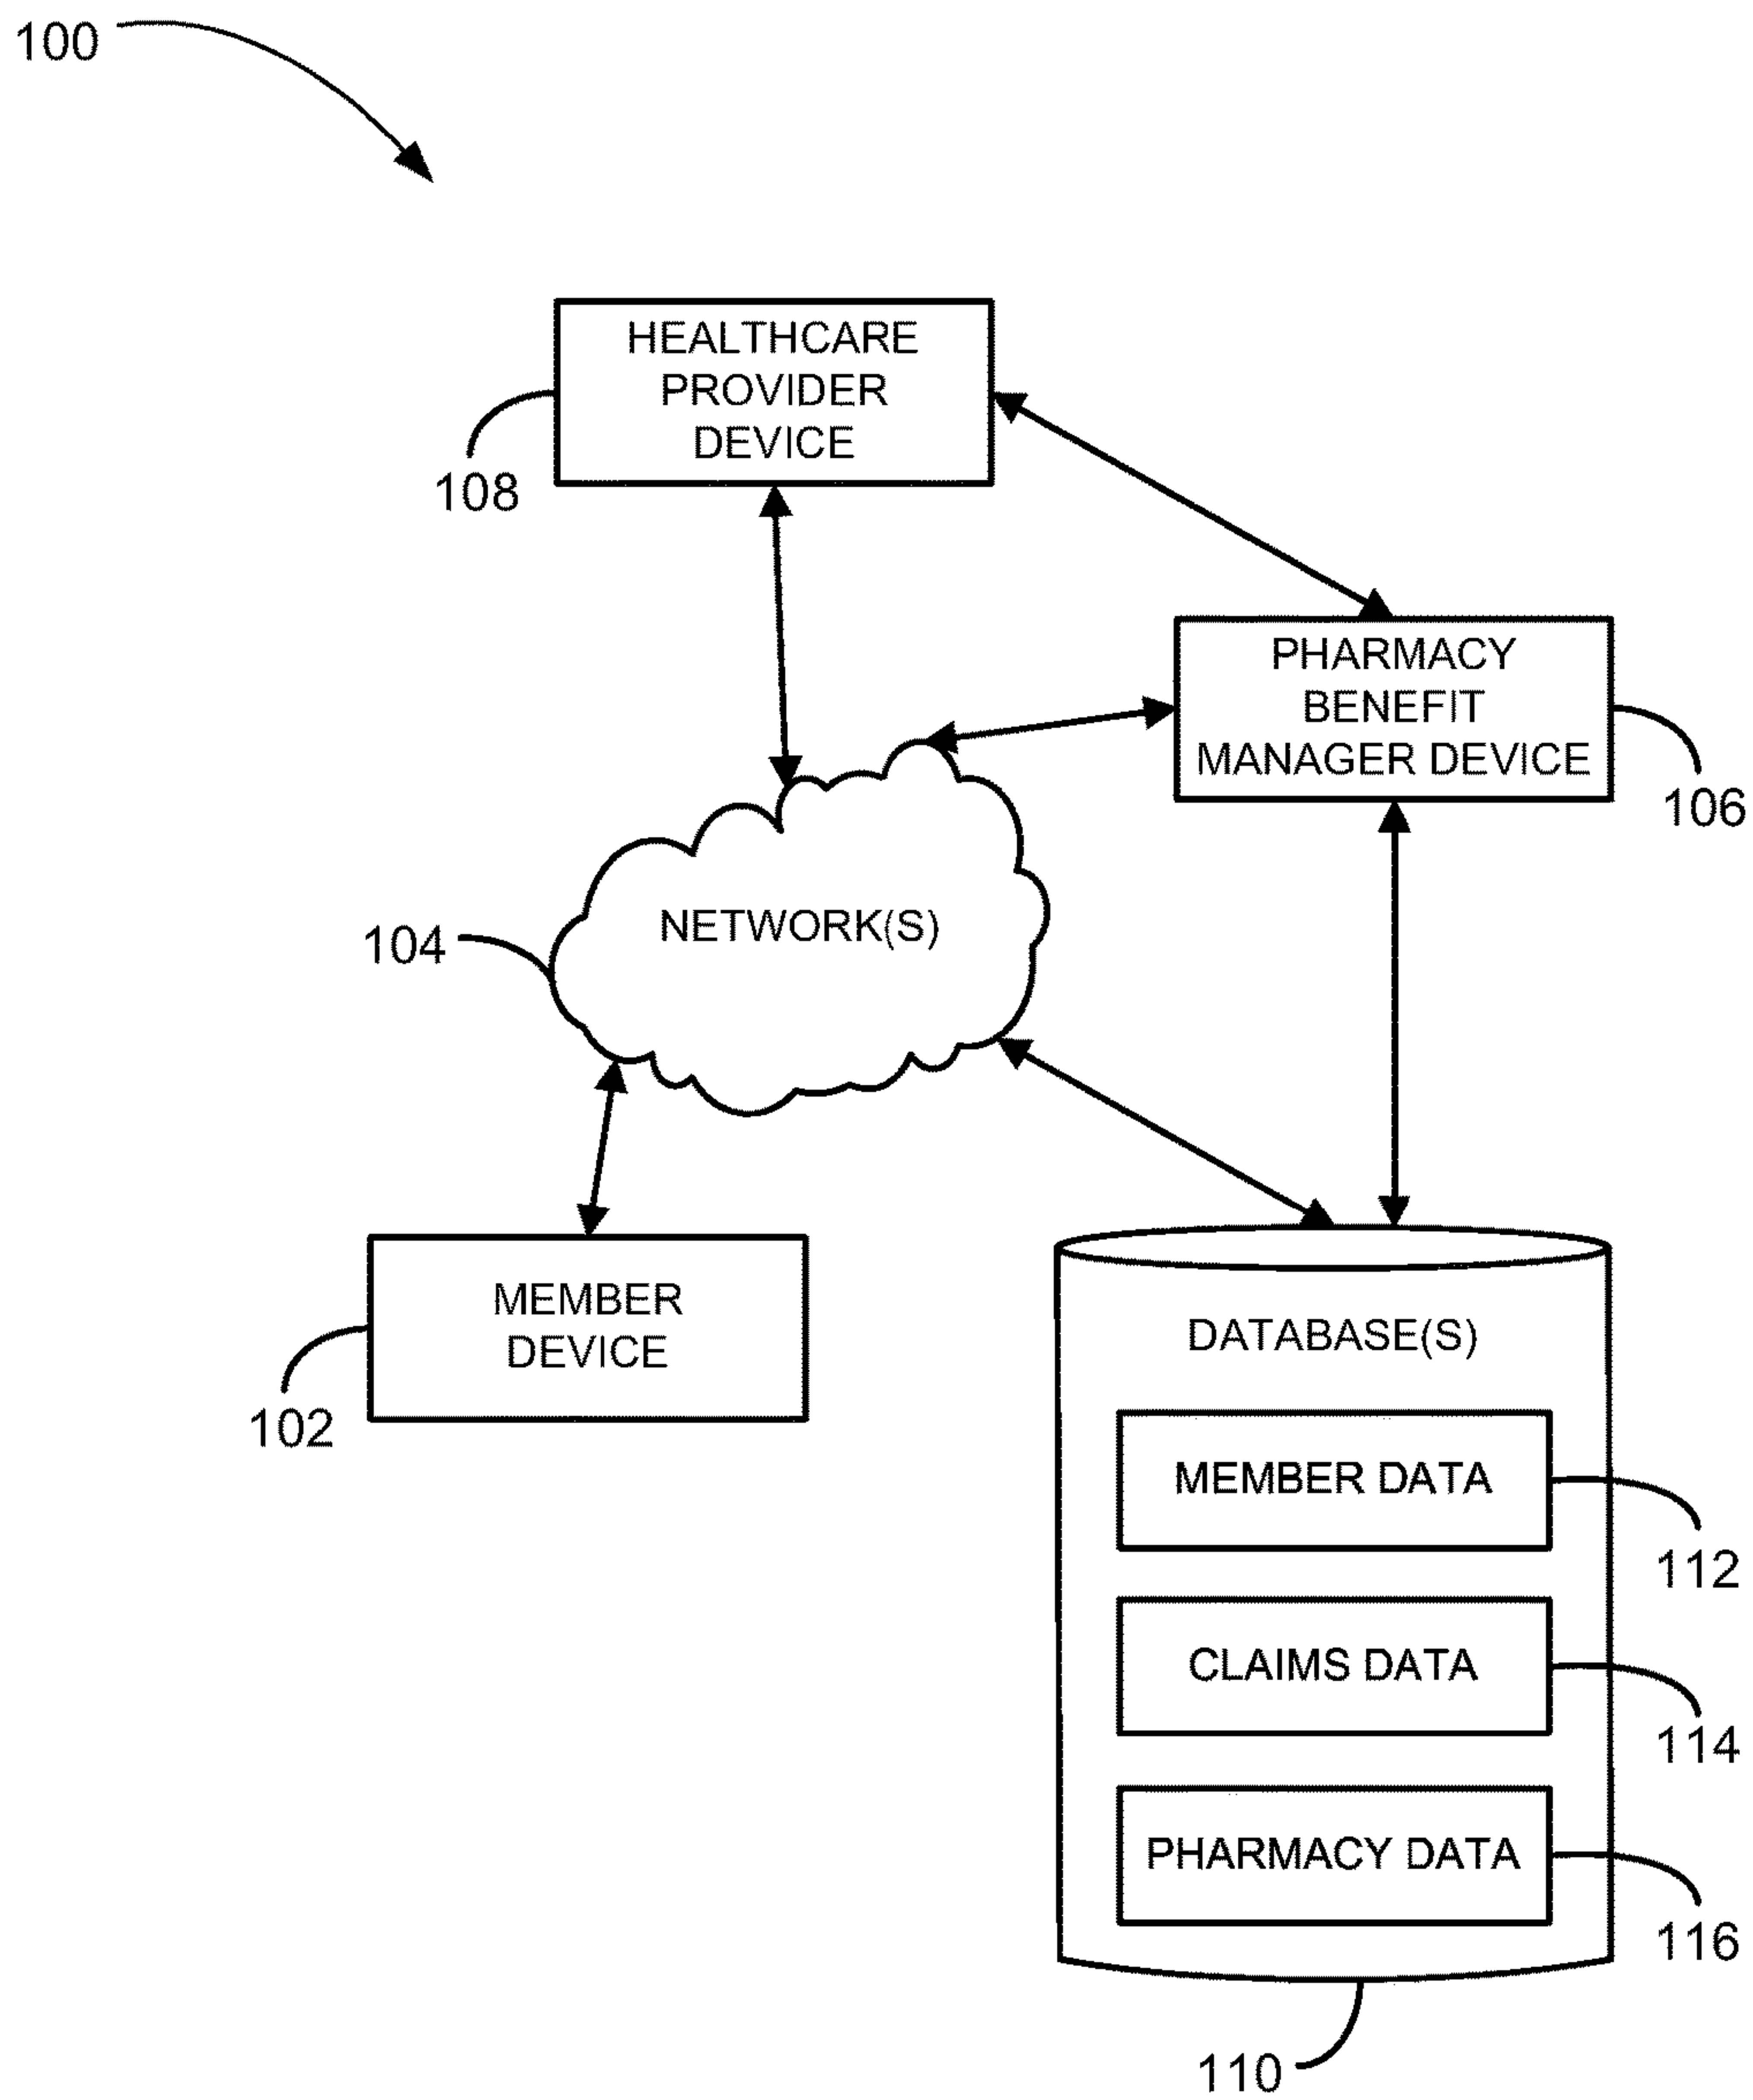 100
HEALTHCARE
PROVIDER
DEVICE
108
PHARMACY
BENEFIT
MANAGER DEVICE
106
NETWORK(S)
104
MEMBER
DEVICE
102
DATABASE(S)
MEMBER DATA
112
CLAIMS DATA
114
PHARMACY DATA
116
110